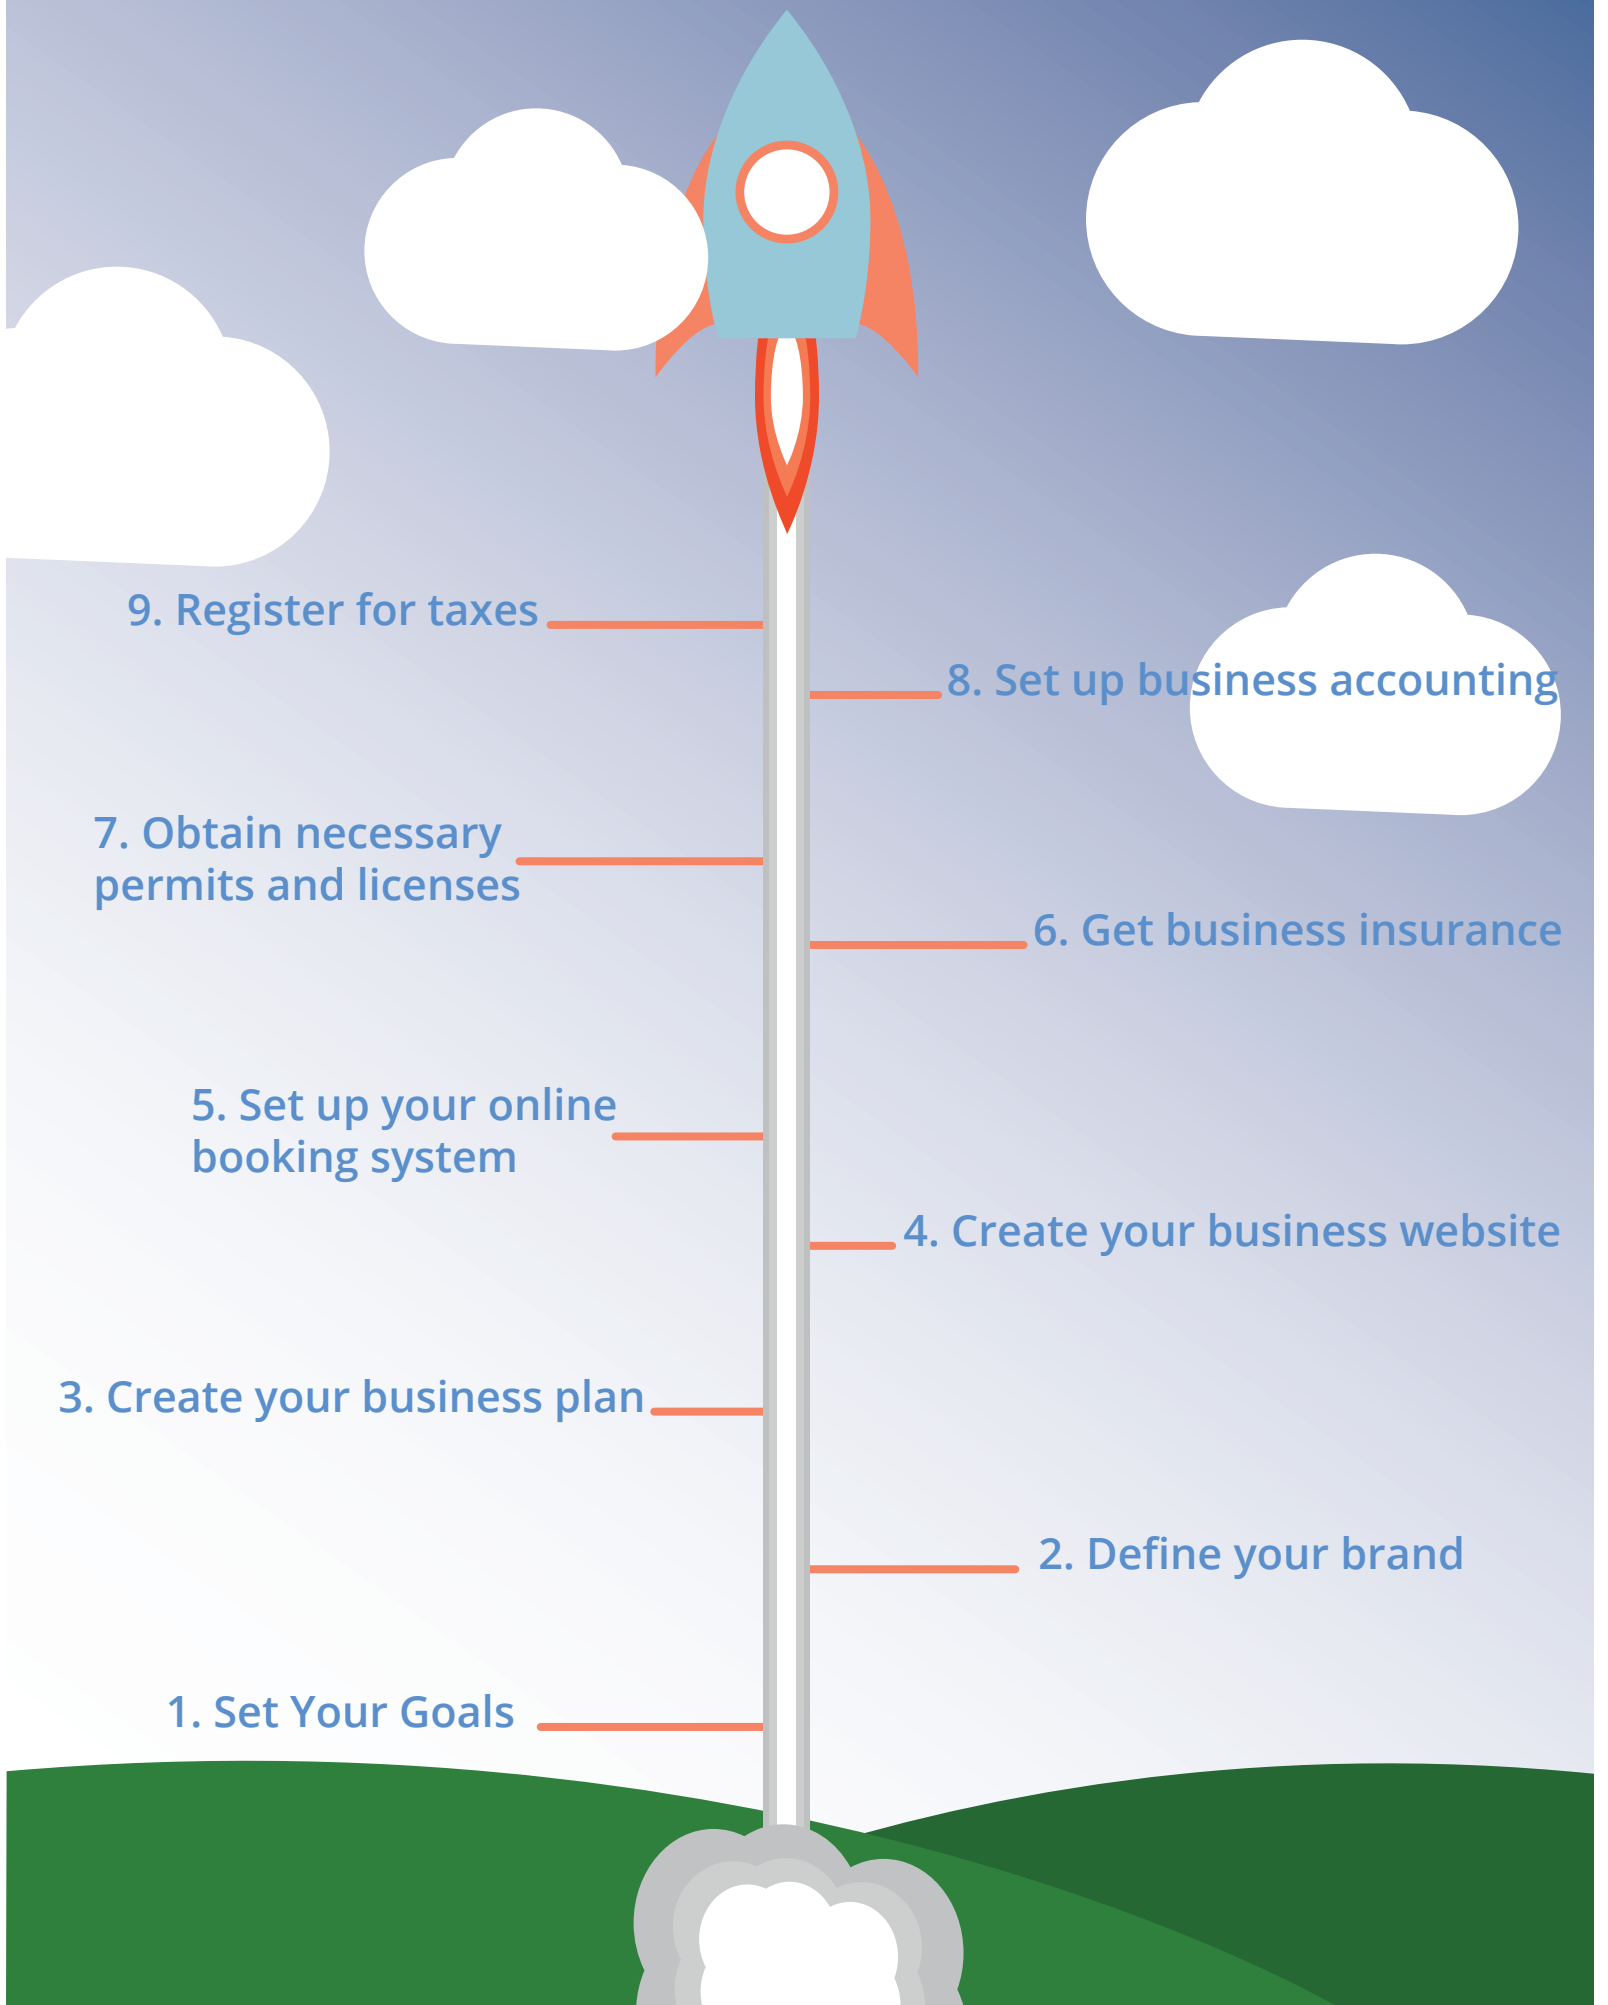 9. Register for taxes
8. Set up business accounting
7. Obtain necessary
permits and licenses
6. Get business insurance
5. Set up your online
booking system
4. Create your business website
3. Create your business plan
2. Define your brand
1. Set Your Goals